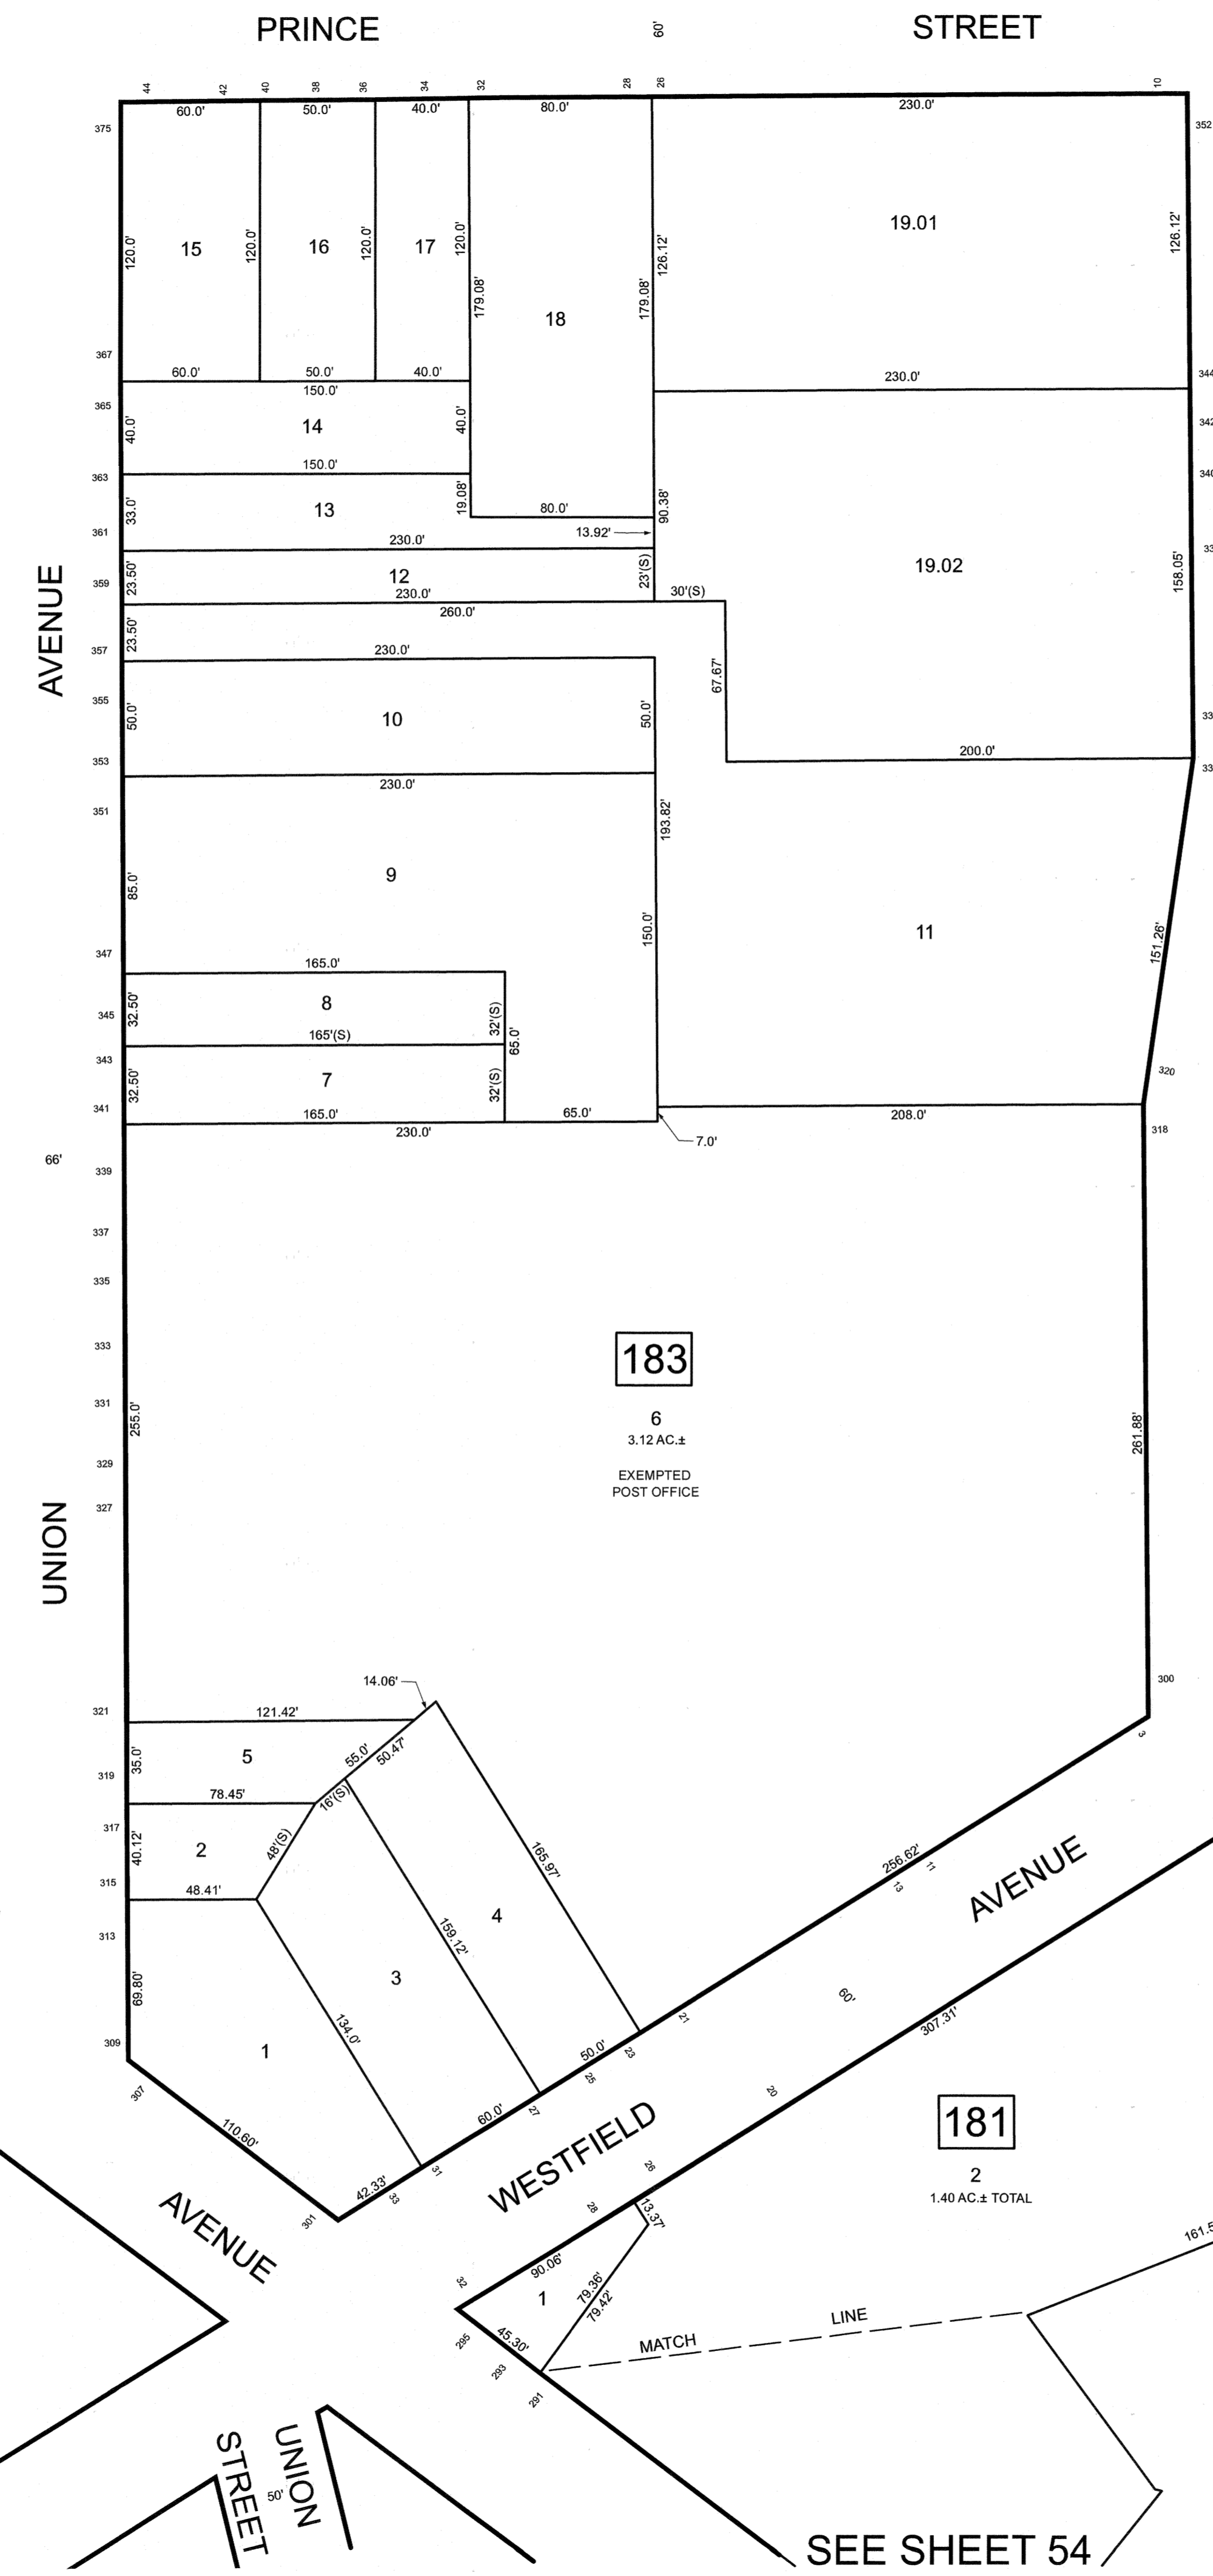 PRINCE 60' STREET
44 42 40 38 36 34 32 28 26 10
60.0' 50.0' 40.0' 80.0' 230.0'
375 352
120.0' 15 120.0' 16 120.0' 17 120.0' 179.08' 18 179.08' 126.12' 19.01 126.12'
367 60.0' 50.0' 40.0' 230.0' 344
365 150.0'
40.0' 14 40.0'
150.0'
363
33.0' 13 19.08' 80.0' 90.38'
361 13.92'
230.0'
359 23.50' 12 23'(S) 19.02 158.05'
230.0' 30'(S)
260.0'
357 23.50' 230.0' 67.67'
AVENUE
355 50.0' 10 50.0'
353 200.0'
230.0'
351 193.82'
85.0' 9 150.0' 11 151.26'
347 165.0'
32.50' 8 32'(S) 65.0'
345 165'(S)
343 320
32.50' 7 32'(S)
341 165.0' 65.0' 208.0'
230.0' 7.0' 318
66'
339
337
335
333
183
331 255.0' 6 261.88'
3.12 AC.±
329 EXEMPTED
327 POST OFFICE
UNION
300
14.06'
321 121.42' 3
35.0' 5 55.0' 50.47'
319 78.45' 16'(S)
317 40.12' 2 48'(S) 165.97' 256.62' 11
315 48.41' 13 AVENUE
313 159.12' 4
69.80' 3 60'
309 1 134.0' 21 307.31'
307 50.0' 23
25 20
110.60' 60.0' 27 181
WESTFIELD
31 26 2
42.33' 33 1.40 AC.± TOTAL
301 28 13.37'
AVENUE
32 90.06'
1 79.36'
79.42'
295 45.30' MATCH LINE
293
291
UNION
STREET
50'
SEE SHEET 54